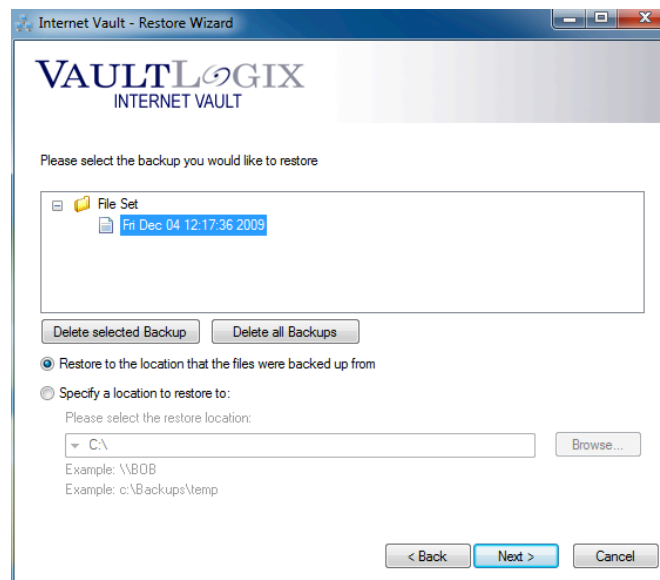 Internet Vault - Restore Wizard
VAULTLOGIX
INTERNET VAULT
Please select the backup you would like to restore
File Set
Fri Dec 04 12:17:36 2009
Delete selected Backup Delete all Backups
Restore to the location that the files were backed up from
Specify a location to restore to:
Please select the restore location:
C:\ Browse...
Example: \\BOB
Example: c:\Backups\temp
< Back Next > Cancel